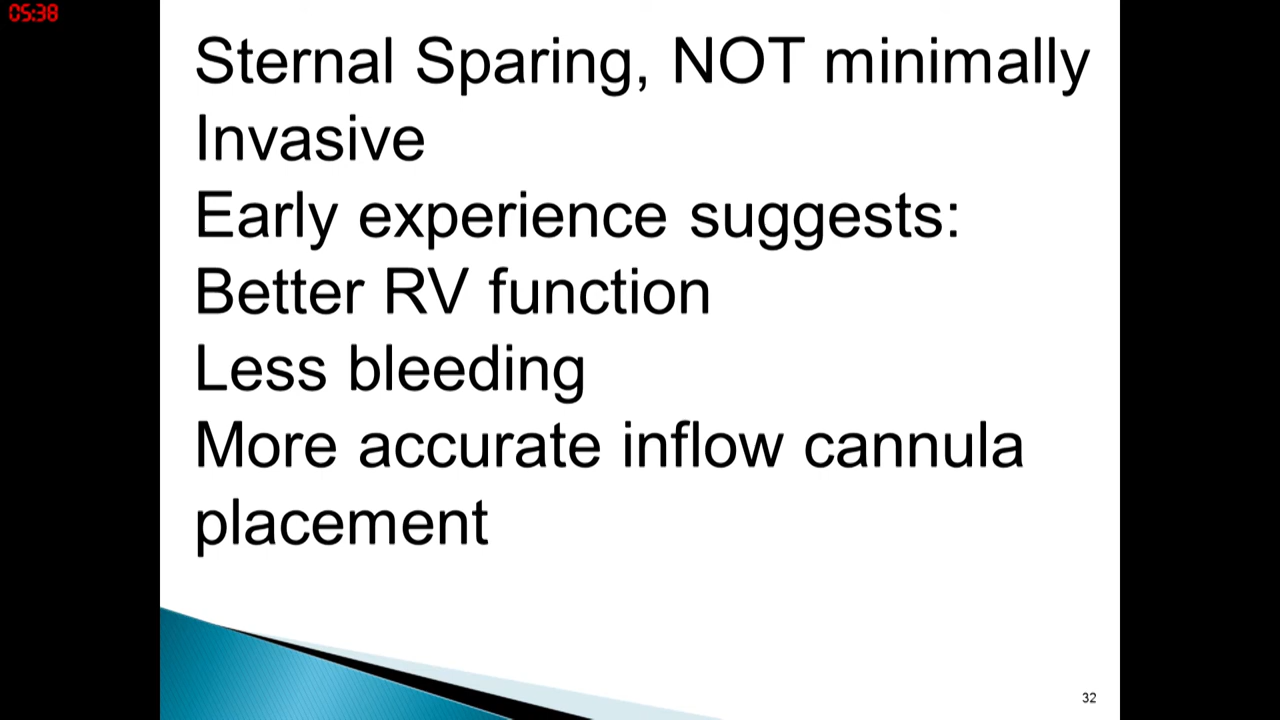 05:38
Sternal Sparing, NOT minimally
Invasive
Early experience suggests:
Better RV function
Less bleeding
More accurate inflow cannula
placement
32